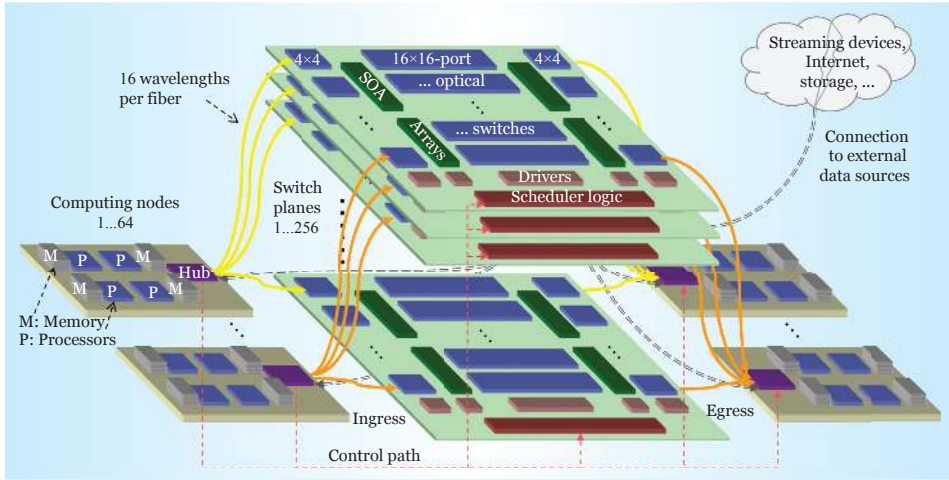 4×4
16×16-port
4×4
SOA
... optical
Arrays
... switches
Drivers
Scheduler logic
16 wavelengths
per fiber
Streaming devices,
Internet,
storage, ...
Connection
to external
data sources
Computing nodes
1...64
Switch
planes
1...256
M P P M
Hub
M P P M
M: Memory
P: Processors
Ingress
Egress
Control path